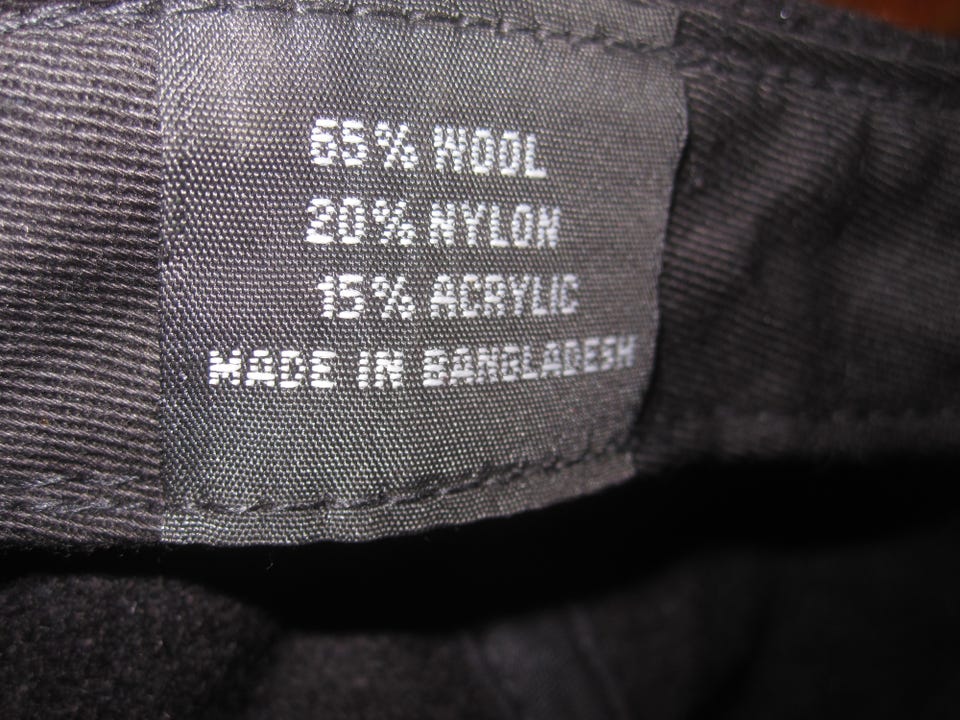 65% WOOL
20% NYLON
15% ACRYLIC
MADE IN BANGLADESH